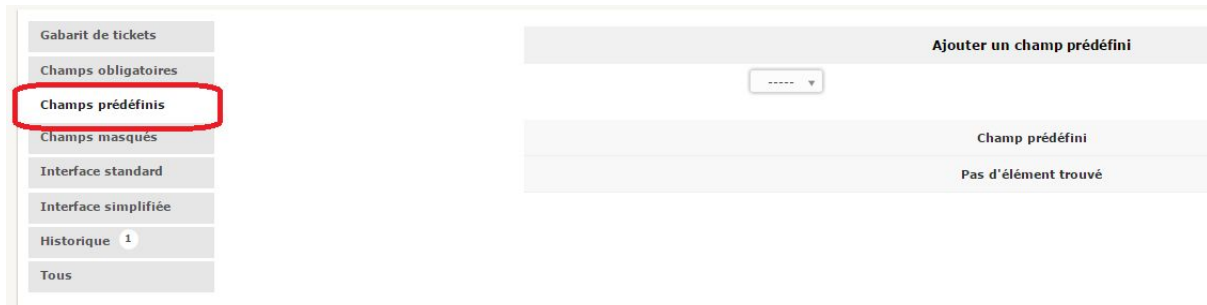 Gabarit de tickets
Champs obligatoires
Champs prédéfinis
Champs masqués
Interface standard
Interface simplifiée
Historique 1
Tous
Ajouter un champ prédéfini
-----
Champ prédéfini
Pas d'élément trouvé